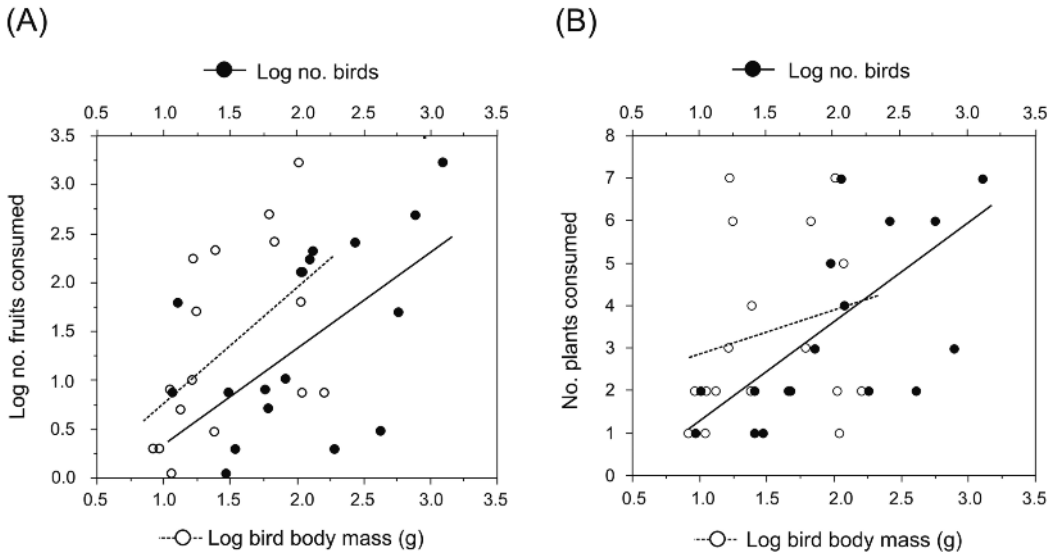 (A)
Log no. birds
0.5 1.0 1.5 2.0 2.5 3.0 3.5
3.5
3.0
2.5
2.0
1.5
1.0
0.5
0.0
Log no. fruits consumed
0.5 1.0 1.5 2.0 2.5 3.0 3.5
Log bird body mass (g)
(B)
Log no. birds
0.5 1.0 1.5 2.0 2.5 3.0 3.5
8
7
6
5
4
3
2
1
0
No. plants consumed
0.5 1.0 1.5 2.0 2.5 3.0 3.5
Log bird body mass (g)